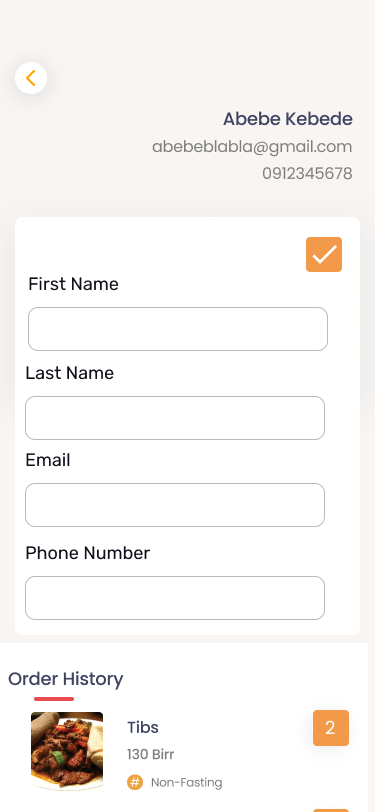 Abebe Kebede
abebeblabla@gmail.com
0912345678
First Name
Last Name
Email
Phone Number
Order History
Tibs
2
130 Birr
# Non-Fasting